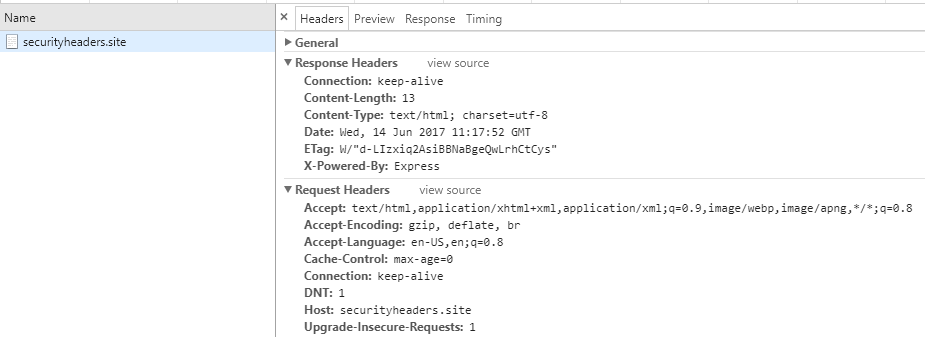 Name
securityheaders.site
× Headers Preview Response Timing
General
Response Headers view source
Connection: keep-alive
Content-Length: 13
Content-Type: text/html; charset=utf-8
Date: Wed, 14 Jun 2017 11:17:52 GMT
ETag: W/"d-LIzxiq2AsiBBNaBgeQwLrhCtCys"
X-Powered-By: Express
Request Headers view source
Accept: text/html,application/xhtml+xml,application/xml;q=0.9,image/webp,image/apng,*/*;q=0.8
Accept-Encoding: gzip, deflate, br
Accept-Language: en-US,en;q=0.8
Cache-Control: max-age=0
Connection: keep-alive
DNT: 1
Host: securityheaders.site
Upgrade-Insecure-Requests: 1